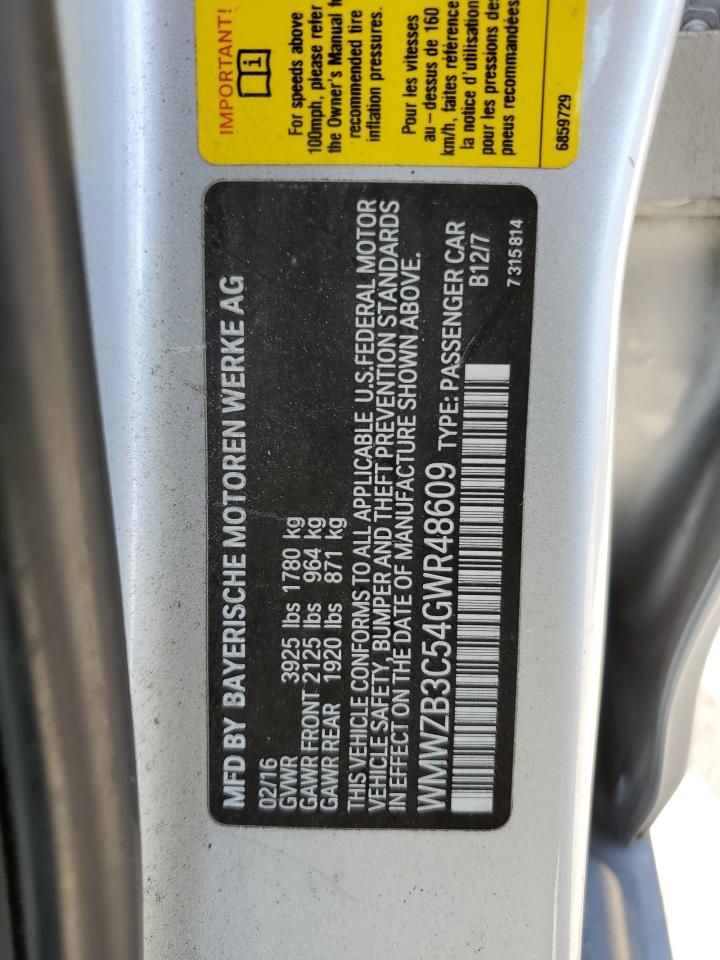 IMPORTANT!
For speeds above
100mph, please refer
the Owner's Manual
recommended tire
inflation pressures.
Pour les vitesses
au-dessus de 160
km/h, faites référence
la notice d'utilisation
pour les pressions des
pneus recommandées
6859729
MFD BY BAYERISCHE MOTOREN WERKE AG
02/16
GVWR 3925 lbs 1780 kg
GAWR FRONT 2125 lbs 964 kg
GAWR REAR 1920 lbs 871 kg
THIS VEHICLE CONFORMS TO ALL APPLICABLE U.S.FEDERAL MOTOR
VEHICLE SAFETY, BUMPER AND THEFT PREVENTION STANDARDS
IN EFFECT ON THE DATE OF MANUFACTURE SHOWN ABOVE.
WMWZB3C54GWR48609 TYPE: PASSENGER CAR
B12/7
7315814